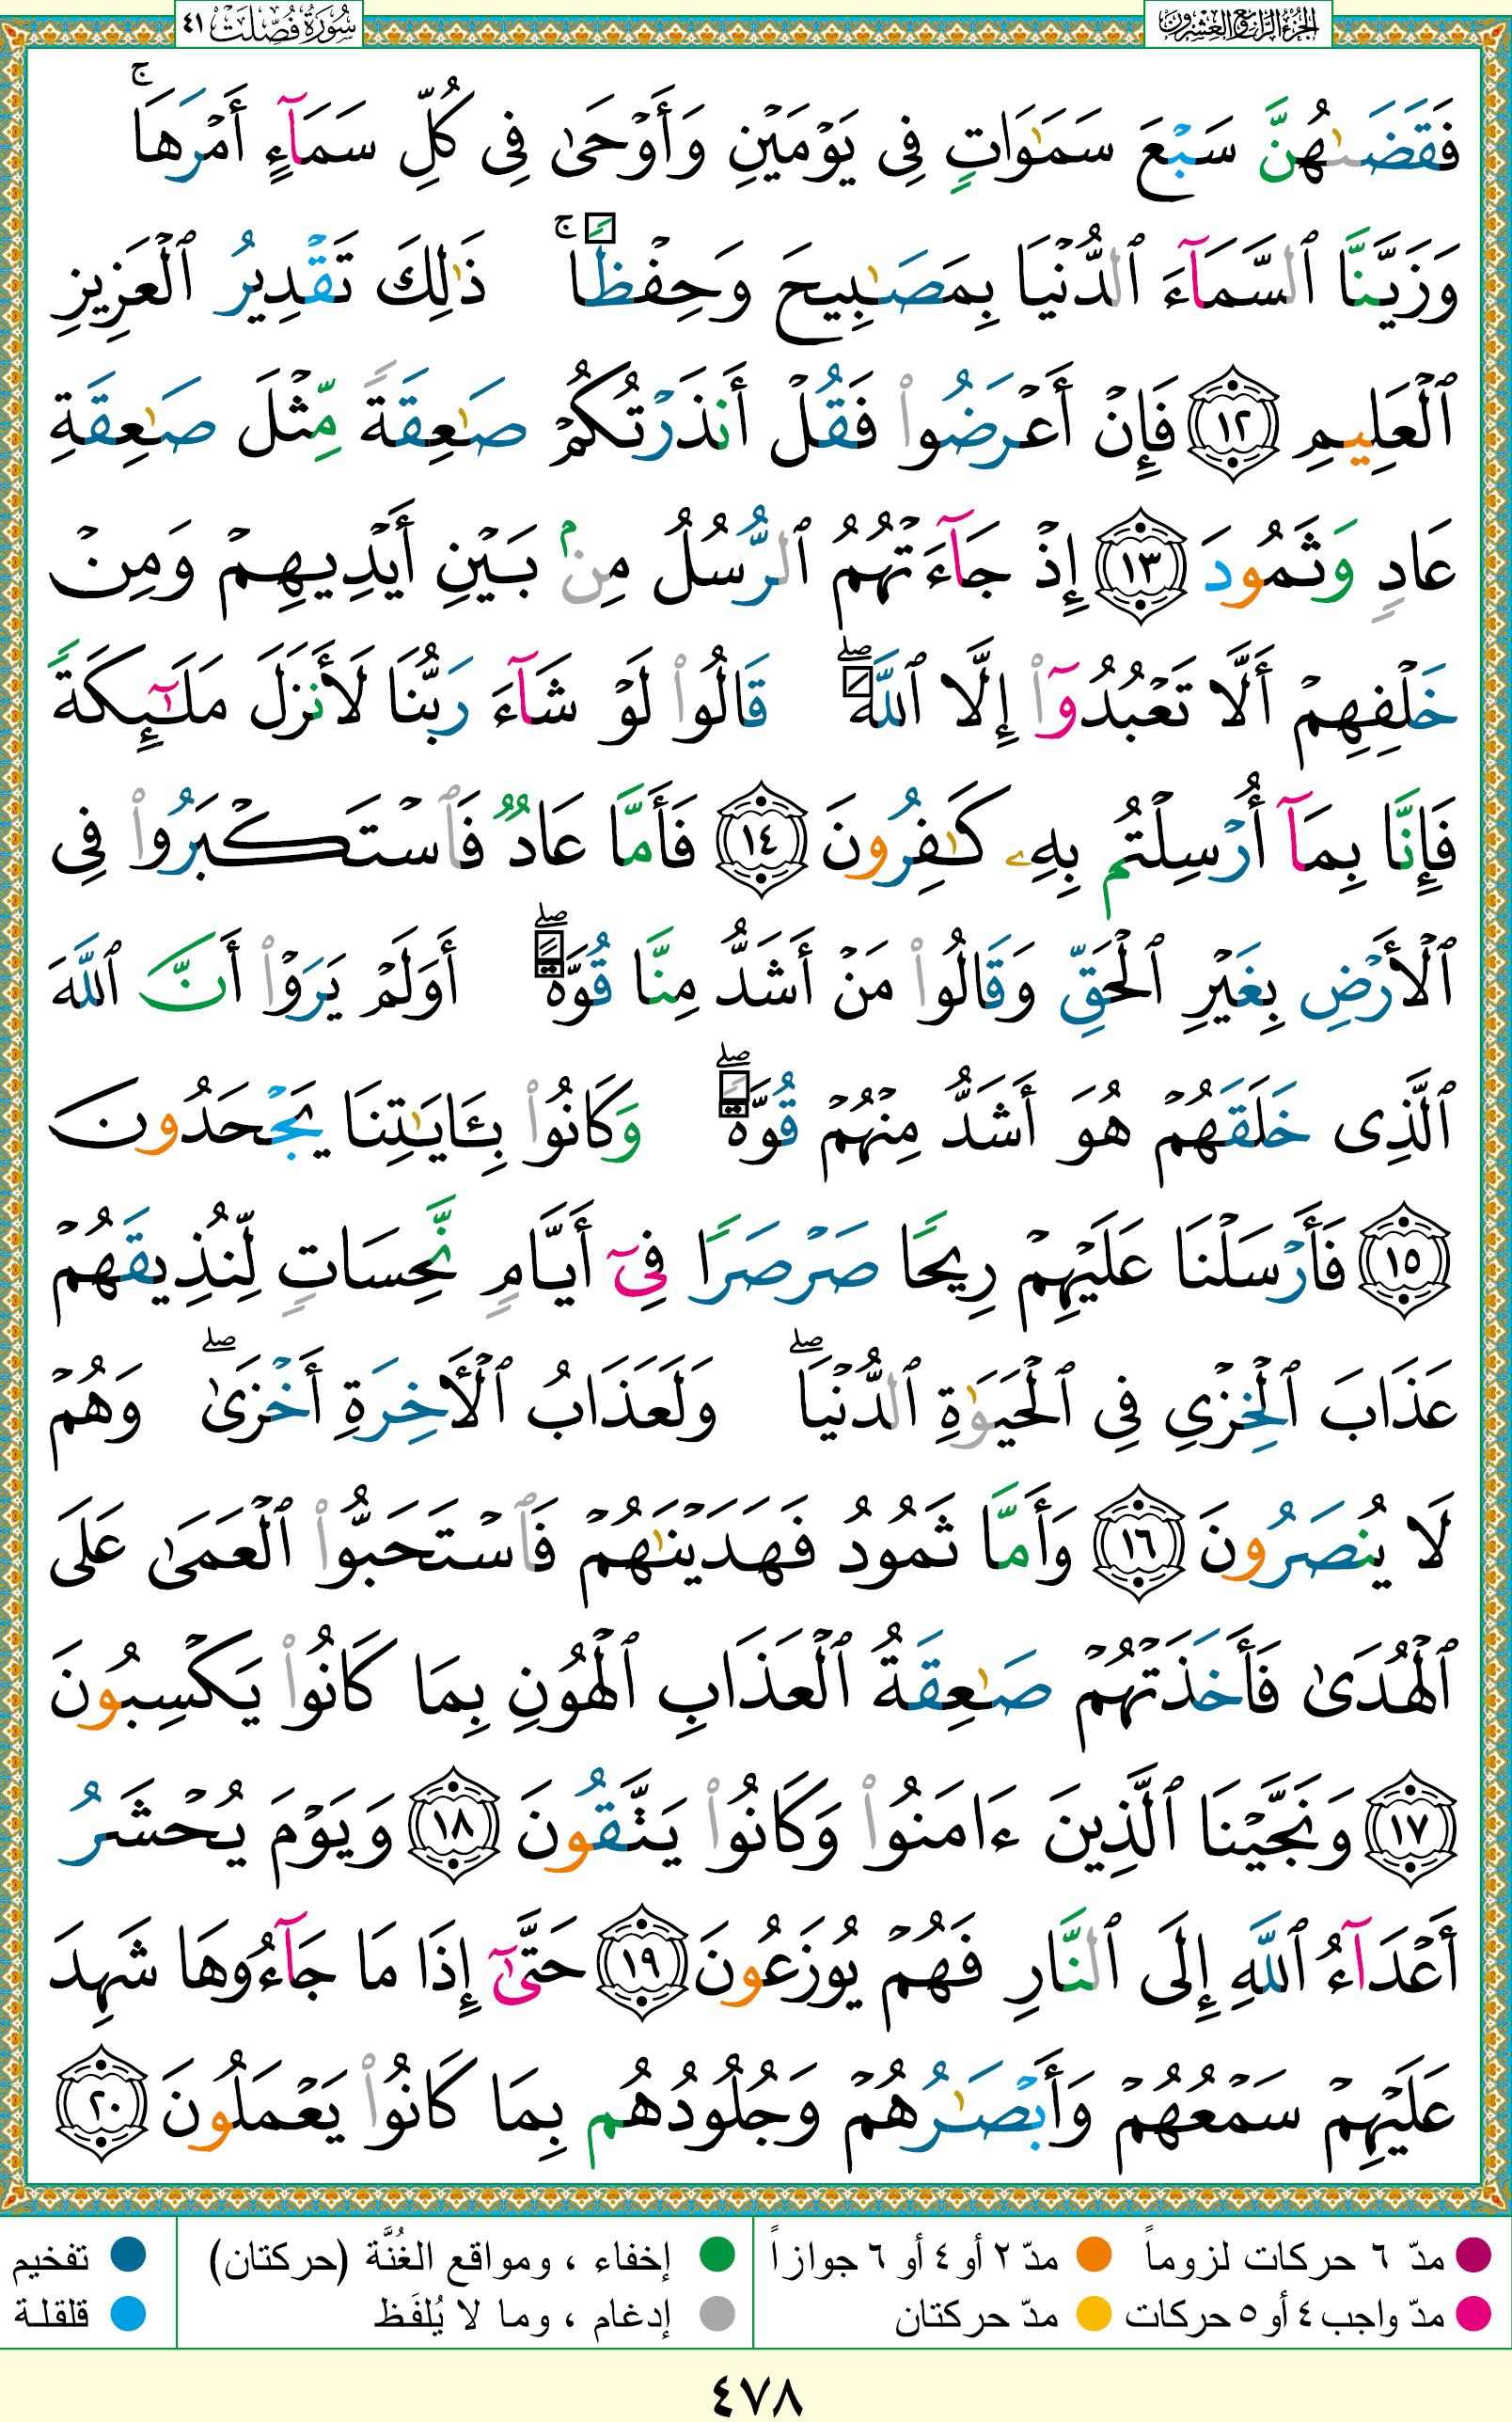 الجزء الرابع والعشرون
سُورَةُ فُصِّلَتْ ٤١
فَقَضَىٰهُنَّ سَبۡعَ سَمَٰوَاتٖ فِي يَوۡمَيۡنِ وَأَوۡحَىٰ فِي كُلِّ سَمَآءٍ أَمۡرَهَاۚ
وَزَيَّنَّا ٱلسَّمَآءَ ٱلدُّنۡيَا بِمَصَٰبِيحَ وَحِفۡظٗاۚ ذَٰلِكَ تَقۡدِيرُ ٱلۡعَزِيزِ
ٱلۡعَلِيمِ ١٢ فَإِنۡ أَعۡرَضُواْ فَقُلۡ أَنذَرۡتُكُمۡ صَٰعِقَةٗ مِّثۡلَ صَٰعِقَةِ
عَادٖ وَثَمُودَ ١٣ إِذۡ جَآءَتۡهُمُ ٱلرُّسُلُ مِنۢ بَيۡنِ أَيۡدِيهِمۡ وَمِنۡ
خَلۡفِهِمۡ أَلَّا تَعۡبُدُوٓاْ إِلَّا ٱللَّهَۖ قَالُواْ لَوۡ شَآءَ رَبُّنَا لَأَنزَلَ مَلَٰٓئِكَةٗ
فَإِنَّا بِمَآ أُرۡسِلۡتُم بِهِۦ كَٰفِرُونَ ١٤ فَأَمَّا عَادٞ فَٱسۡتَكۡبَرُواْ فِي
ٱلۡأَرۡضِ بِغَيۡرِ ٱلۡحَقِّ وَقَالُواْ مَنۡ أَشَدُّ مِنَّا قُوَّةًۖ أَوَلَمۡ يَرَوۡاْ أَنَّ ٱللَّهَ
ٱلَّذِي خَلَقَهُمۡ هُوَ أَشَدُّ مِنۡهُمۡ قُوَّةٗۖ وَكَانُواْ بِـَٔايَٰتِنَا يَجۡحَدُونَ
١٥ فَأَرۡسَلۡنَا عَلَيۡهِمۡ رِيحٗا صَرۡصَرٗا فِيٓ أَيَّامٖ نَّحِسَاتٖ لِّنُذِيقَهُمۡ
عَذَابَ ٱلۡخِزۡيِ فِي ٱلۡحَيَوٰةِ ٱلدُّنۡيَاۖ وَلَعَذَابُ ٱلۡأٓخِرَةِ أَخۡزَىٰۖ وَهُمۡ
لَا يُنصَرُونَ ١٦ وَأَمَّا ثَمُودُ فَهَدَيۡنَٰهُمۡ فَٱسۡتَحَبُّواْ ٱلۡعَمَىٰ عَلَى
ٱلۡهُدَىٰ فَأَخَذَتۡهُمۡ صَٰعِقَةُ ٱلۡعَذَابِ ٱلۡهُونِ بِمَا كَانُواْ يَكۡسِبُونَ
١٧ وَنَجَّيۡنَا ٱلَّذِينَ ءَامَنُواْ وَكَانُواْ يَتَّقُونَ ١٨ وَيَوۡمَ يُحۡشَرُ
أَعۡدَآءُ ٱللَّهِ إِلَى ٱلنَّارِ فَهُمۡ يُوزَعُونَ ١٩ حَتَّىٰٓ إِذَا مَا جَآءُوهَا شَهِدَ
عَلَيۡهِمۡ سَمۡعُهُمۡ وَأَبۡصَٰرُهُمۡ وَجُلُودُهُم بِمَا كَانُواْ يَعۡمَلُونَ ٢٠
مدّ ٦ حركات لزوماً مدّ ٢ أو ٤ أو ٦ جوازاً إخفاء ، ومواقع الغُنَّة (حركتان) تفخيم
مدّ واجب ٤ أو ٥ حركات مدّ حركتان إدغام ، وما لا يُلفَظ قلقلة
٤٧٨